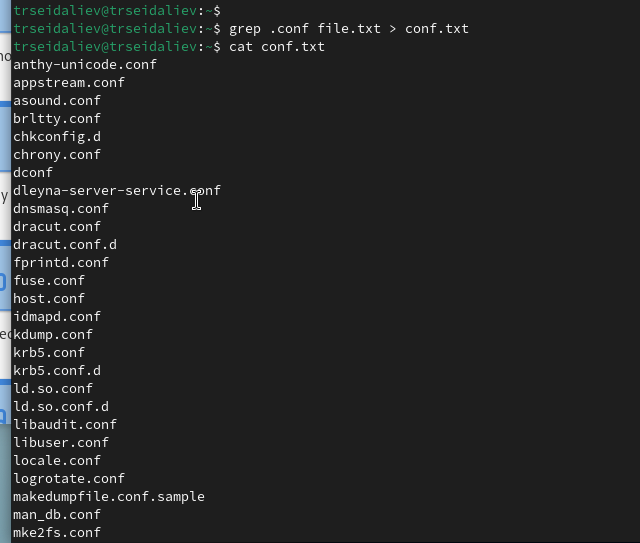 trseidaliev@trseidaliev:~$
trseidaliev@trseidaliev:~$ grep .conf file.txt > conf.txt
trseidaliev@trseidaliev:~$ cat conf.txt
anthy-unicode.conf
appstream.conf
asound.conf
brltty.conf
chkconfig.d
chrony.conf
dconf
dleyna-server-service.conf
dnsmasq.conf
dracut.conf
dracut.conf.d
fprintd.conf
fuse.conf
host.conf
idmapd.conf
kdump.conf
krb5.conf
krb5.conf.d
ld.so.conf
ld.so.conf.d
libaudit.conf
libuser.conf
locale.conf
logrotate.conf
makedumpfile.conf.sample
man_db.conf
mke2fs.conf